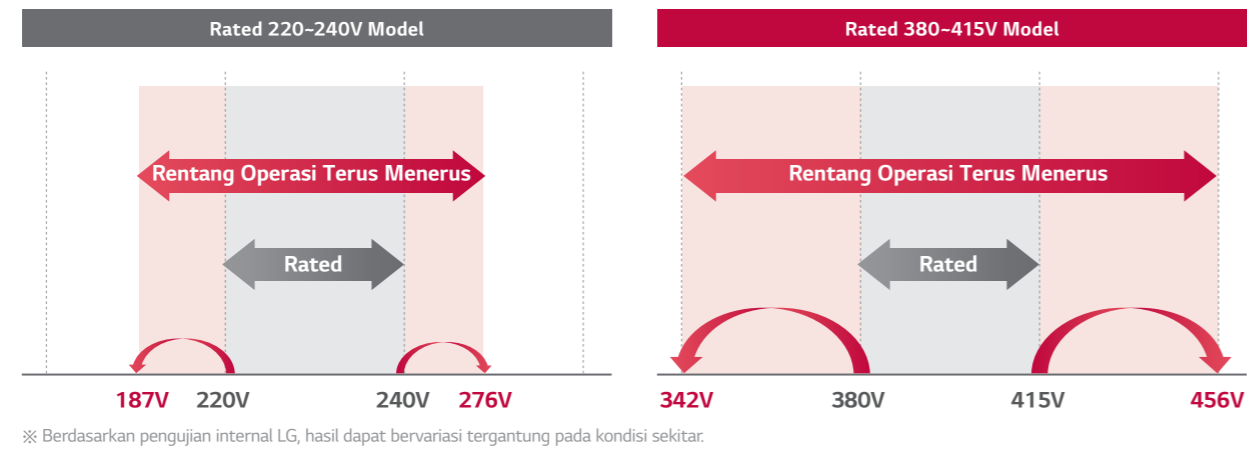 Rated 220~240V Model
Rentang Operasi Terus Menerus
Rated
187V 220V 240V 276V
Rated 380~415V Model
Rentang Operasi Terus Menerus
Rated
342V 380V 415V 456V
※ Berdasarkan pengujian internal LG, hasil dapat bervariasi tergantung pada kondisi sekitar.